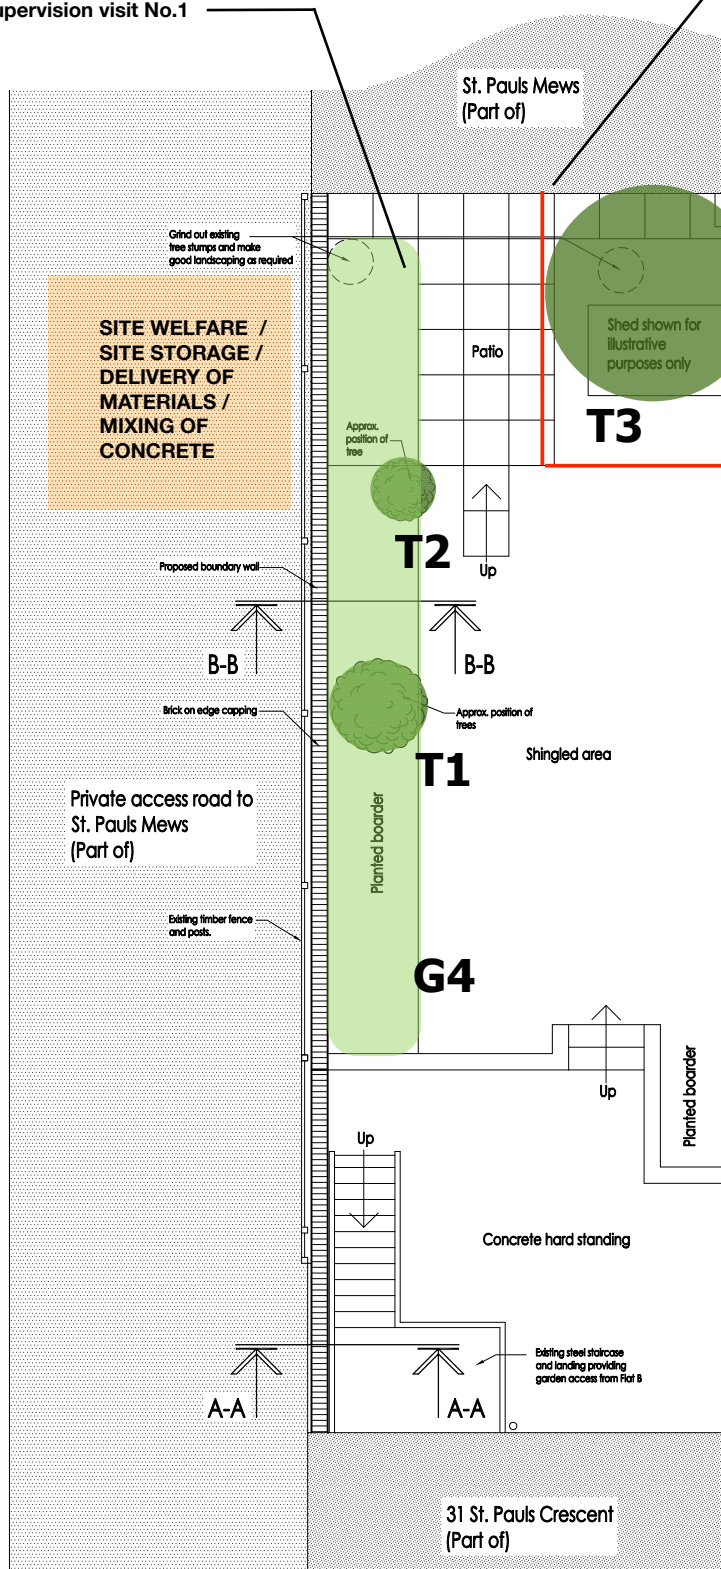 upervision visit No.1
St. Pauls Mews
(Part of)
Grind out existing
tree stumps and make
good landscaping as required
SITE WELFARE /
SITE STORAGE /
DELIVERY OF
MATERIALS /
MIXING OF
CONCRETE
Patio
Shed shown for
illustrative
purposes only
T3
Approx.
position of
tree
T2
Up
Proposed boundary wall
B-B
B-B
Brick on edge capping
Approx. position of
trees
T1
Shingled area
Private access road to
St. Pauls Mews
(Part of)
Planted boarder
Existing timber fence
and posts.
G4
Up
Planted boarder
Up
Concrete hard standing
Existing steel staircase
and landing providing
garden access from Flat B
A-A
A-A
31 St. Pauls Crescent
(Part of)